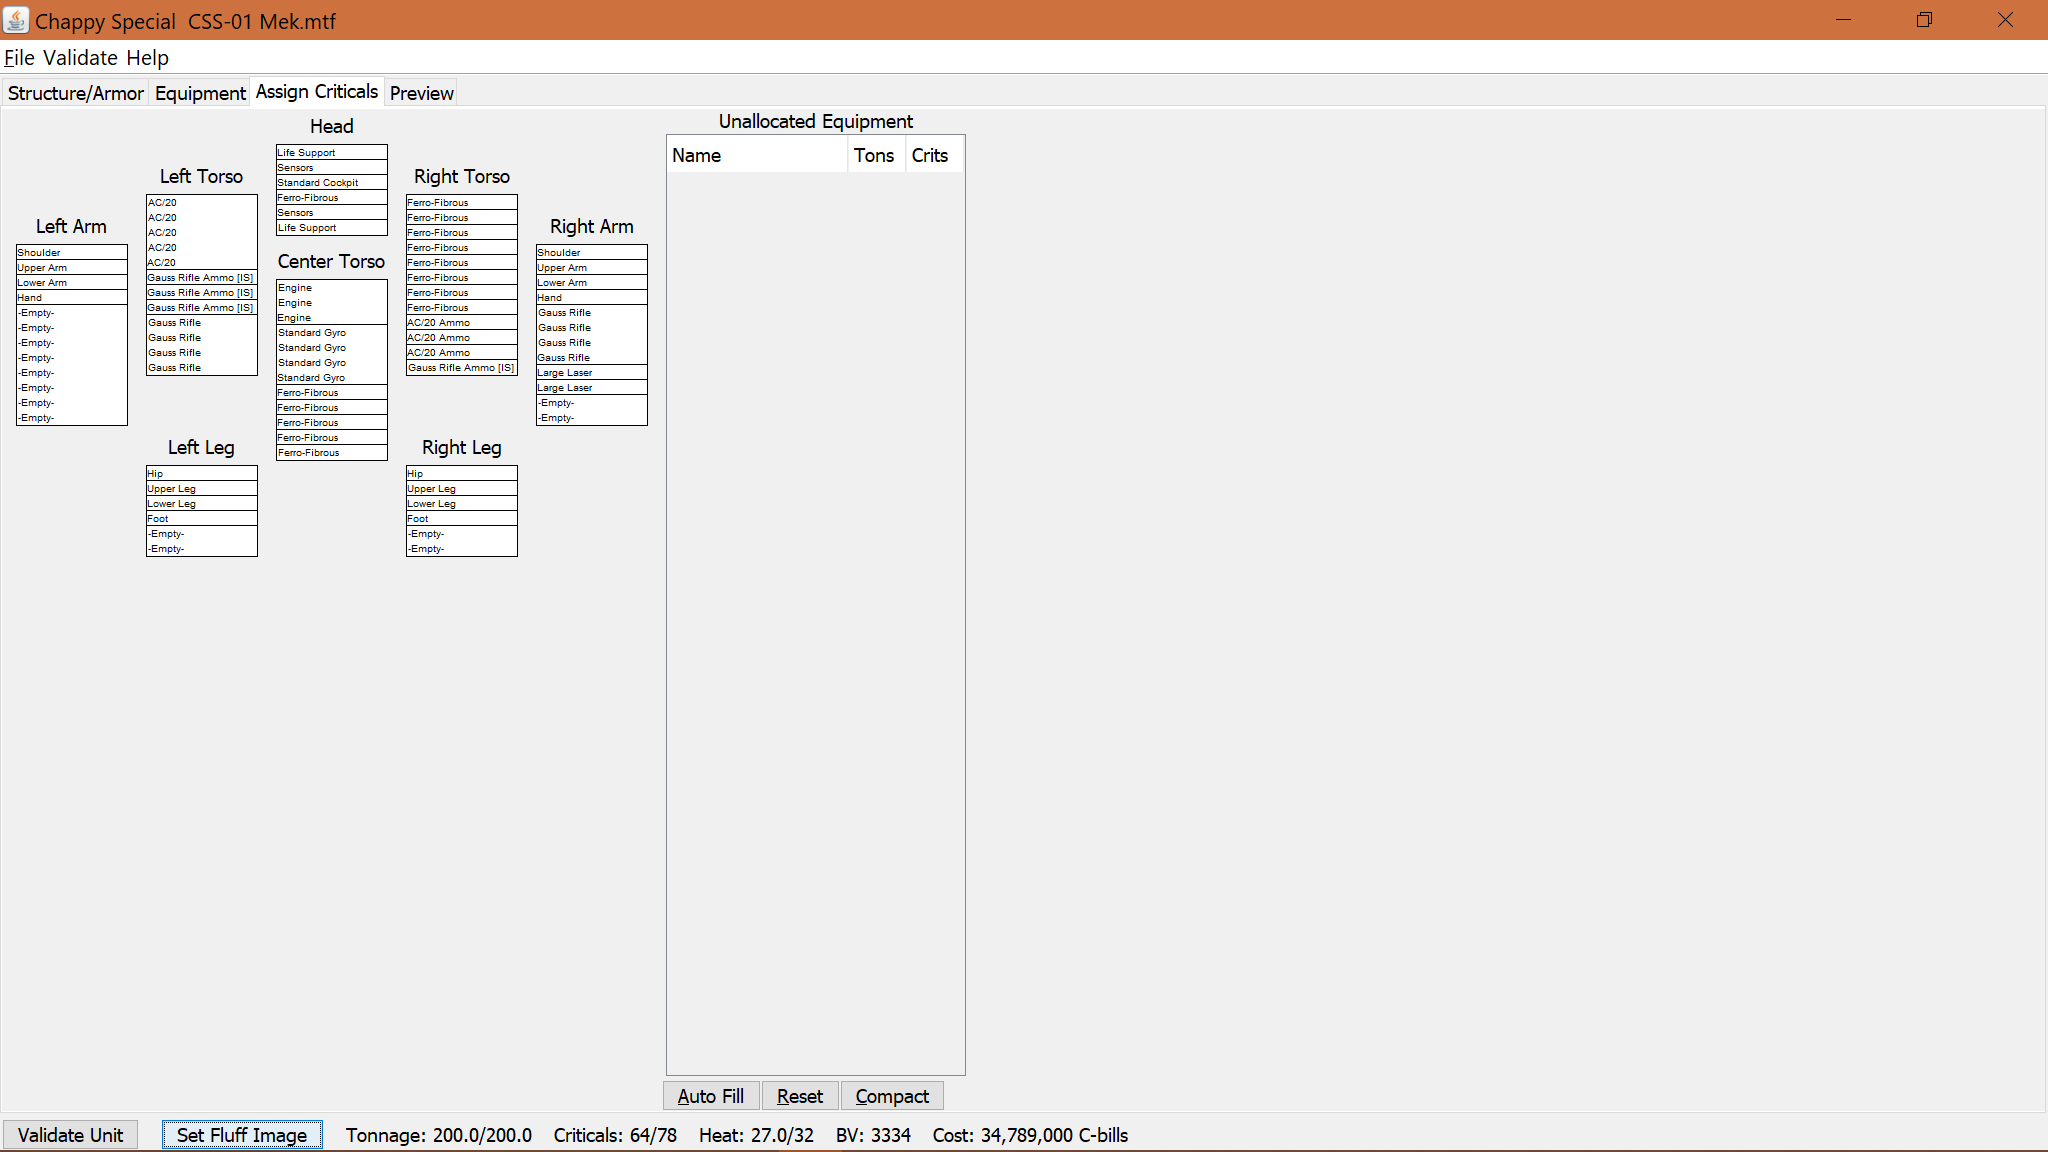 Chappy Special  CSS-01 Mek.mtf
File Validate Help
Structure/Armor Equipment Assign Criticals Preview
Left Arm
Shoulder
Upper Arm
Lower Arm
Hand
-Empty-
-Empty-
-Empty-
-Empty-
-Empty-
-Empty-
-Empty-
-Empty-
Left Torso
AC/20
AC/20
AC/20
AC/20
AC/20
Gauss Rifle Ammo [IS]
Gauss Rifle Ammo [IS]
Gauss Rifle Ammo [IS]
Gauss Rifle
Gauss Rifle
Gauss Rifle
Gauss Rifle
Left Leg
Hip
Upper Leg
Lower Leg
Foot
-Empty-
-Empty-
Head
Life Support
Sensors
Standard Cockpit
Ferro-Fibrous
Sensors
Life Support
Center Torso
Engine
Engine
Engine
Standard Gyro
Standard Gyro
Standard Gyro
Standard Gyro
Ferro-Fibrous
Ferro-Fibrous
Ferro-Fibrous
Ferro-Fibrous
Ferro-Fibrous
Right Torso
Ferro-Fibrous
Ferro-Fibrous
Ferro-Fibrous
Ferro-Fibrous
Ferro-Fibrous
Ferro-Fibrous
Ferro-Fibrous
Ferro-Fibrous
AC/20 Ammo
AC/20 Ammo
AC/20 Ammo
Gauss Rifle Ammo [IS]
Right Leg
Hip
Upper Leg
Lower Leg
Foot
-Empty-
-Empty-
Right Arm
Shoulder
Upper Arm
Lower Arm
Hand
Gauss Rifle
Gauss Rifle
Gauss Rifle
Gauss Rifle
Large Laser
Large Laser
-Empty-
-Empty-
Unallocated Equipment
Name Tons Crits
Auto Fill Reset Compact
Validate Unit Set Fluff Image Tonnage: 200.0/200.0 Criticals: 64/78 Heat: 27.0/32 BV: 3334 Cost: 34,789,000 C-bills